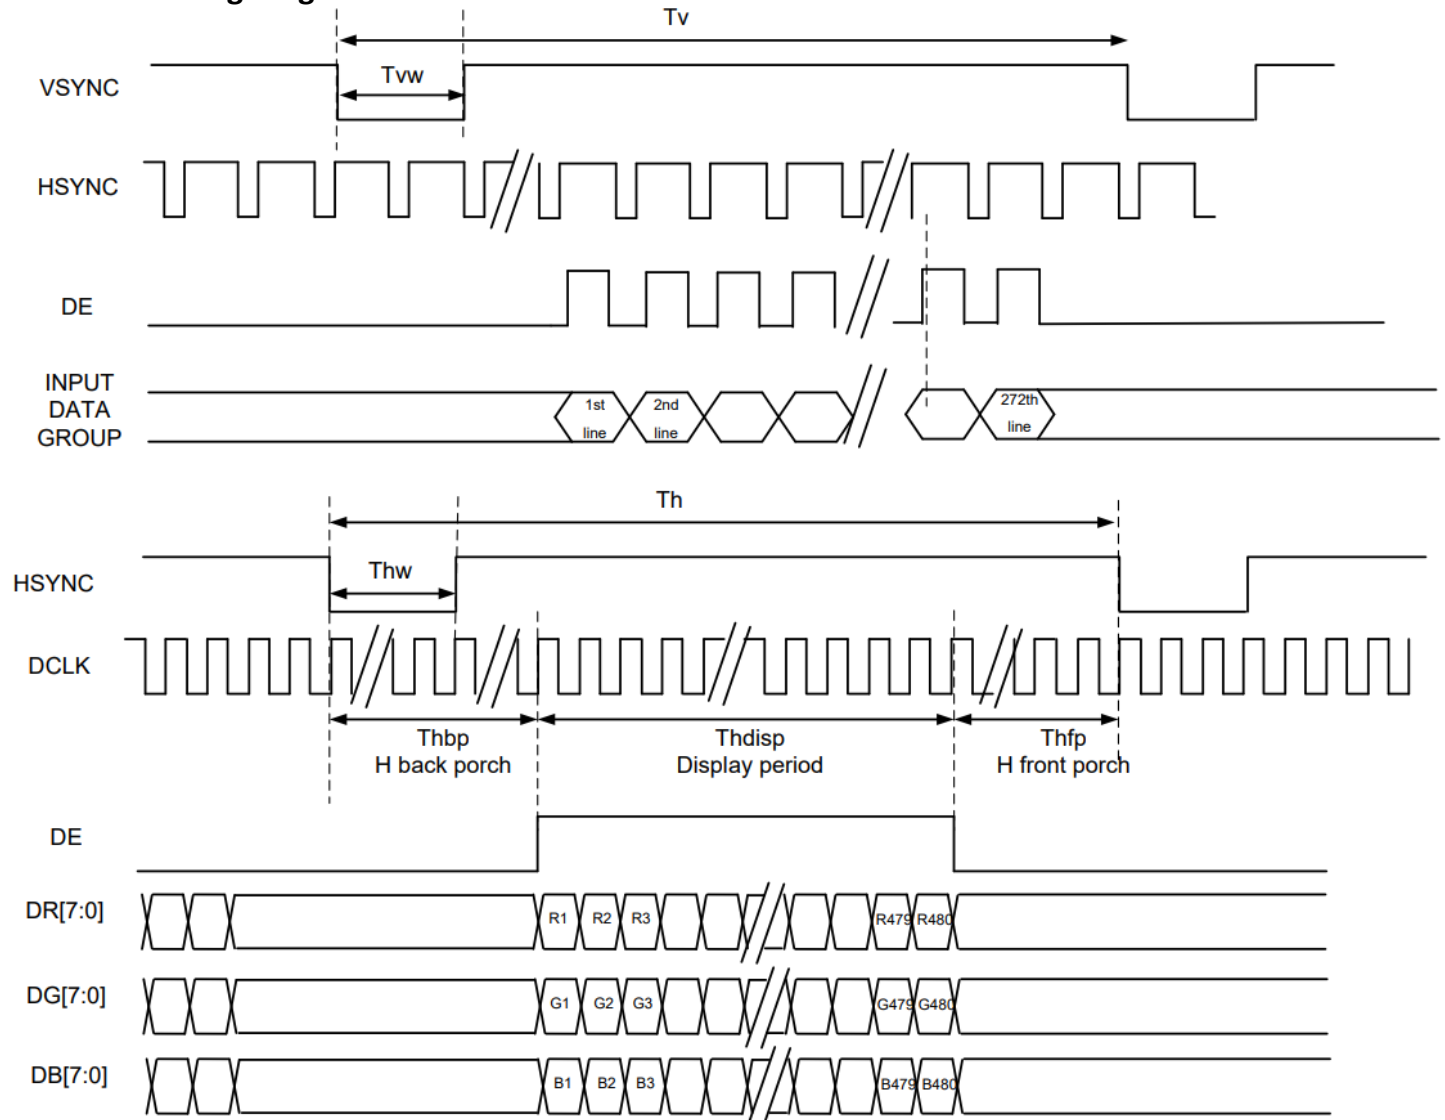 Tv
Tvw
VSYNC
HSYNC
DE
INPUT
DATA
GROUP
1st
line
2nd
line
272th
line
Th
Thw
HSYNC
DCLK
Thbp
H back porch
Thdisp
Display period
Thfp
H front porch
DE
DR[7:0]
R1 R2 R3 R479 R480
DG[7:0]
G1 G2 G3 G479 G480
DB[7:0]
B1 B2 B3 B479 B480